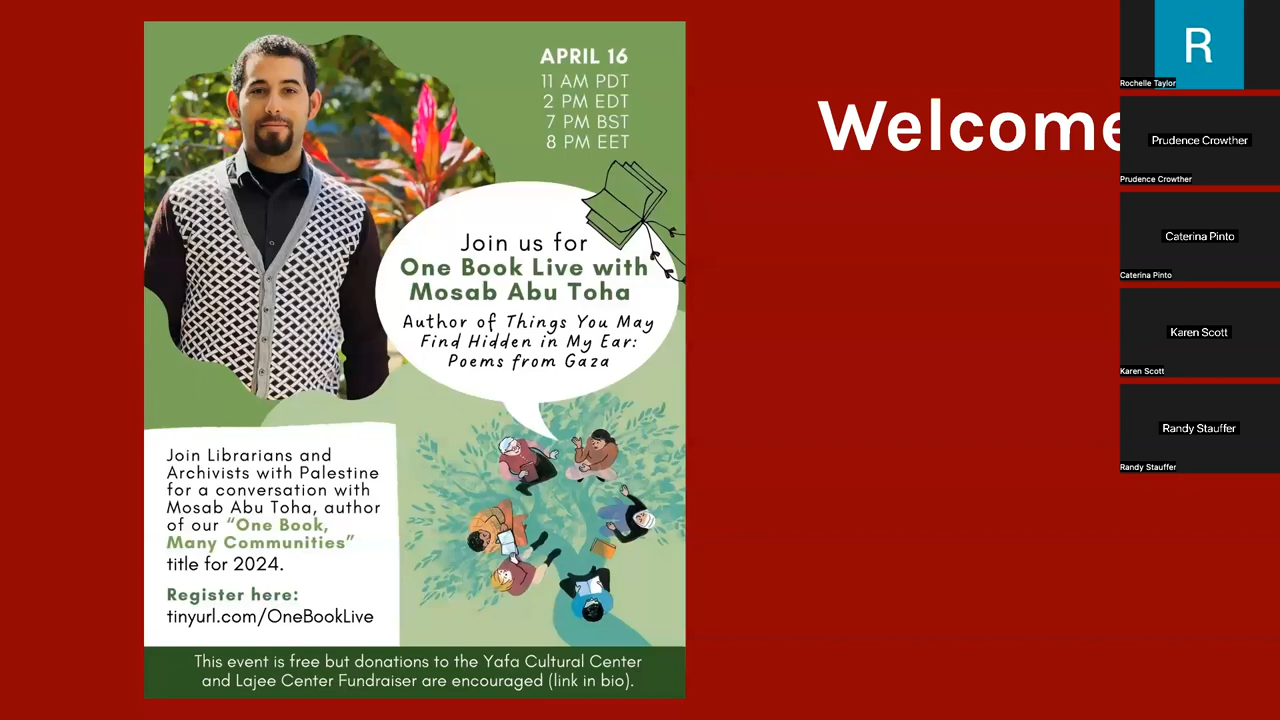 APRIL 16
11 AM PDT
2 PM EDT
7 PM BST
8 PM EET
Join us for
One Book Live with
Mosab Abu Toha
Author of Things You May
Find Hidden in My Ear:
Poems from Gaza
Join Librarians and
Archivists with Palestine
for a conversation with
Mosab Abu Toha, author
of our “One Book,
Many Communities”
title for 2024.
Register here:
tinyurl.com/OneBookLive
This event is free but donations to the Yafa Cultural Center
and Lajee Center Fundraiser are encouraged (link in bio).
Welcome
R
Rochelle Taylor
Prudence Crowther
Prudence Crowther
Caterina Pinto
Caterina Pinto
Karen Scott
Karen Scott
Randy Stauffer
Randy Stauffer